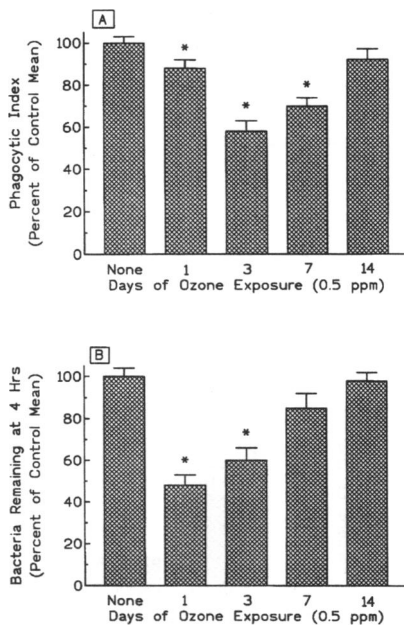 A
Phagocytic Index
(Percent of Control Mean)
100
80
60
40
20
0
*
*
*
None 1 3 7 14
Days of Ozone Exposure (0.5 ppm)
B
Bacteria Remaining at 4 Hrs
(Percent of Control Mean)
100
80
60
40
20
0
*
*
None 1 3 7 14
Days of Ozone Exposure (0.5 ppm)